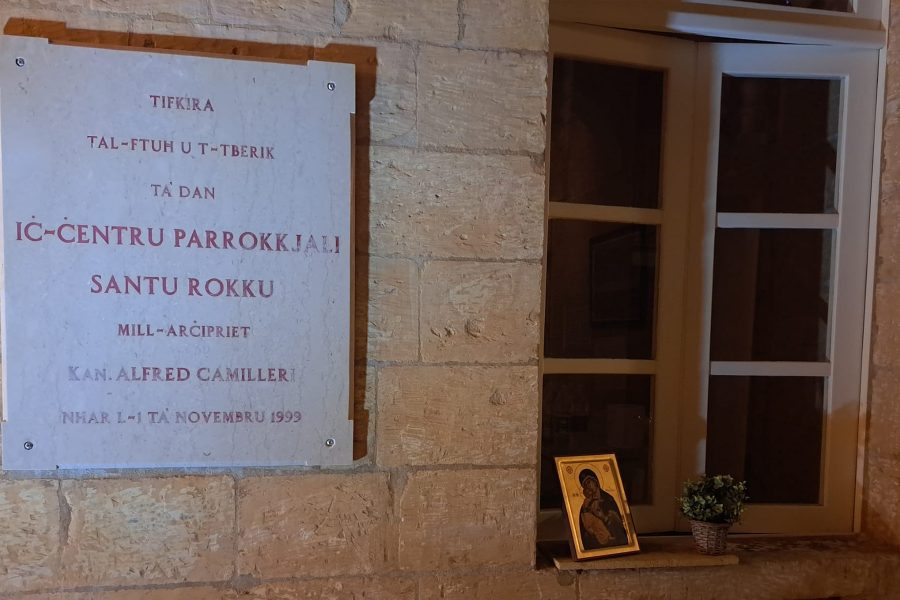 TIFKIRA
TAL-FTUH U T-TBERIK
TA' DAN
IĊ-ĊENTRU PARROKKJALI
SANTU ROKKU
MILL-ARĊIPRIET
KAN. ALFRED CAMILLERI
NHAR L-1 TA' NOVEMBRU 1999